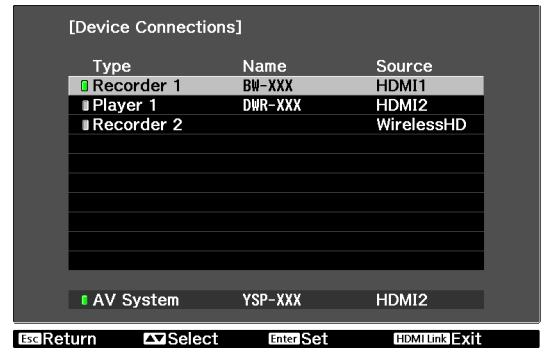 [Device Connections]
Type Name Source
Recorder 1 BW-XXX HDMI1
Player 1 DWR-XXX HDMI2
Recorder 2 WirelessHD
AV System YSP-XXX HDMI2
Esc Return Select Enter Set HDMI Link Exit